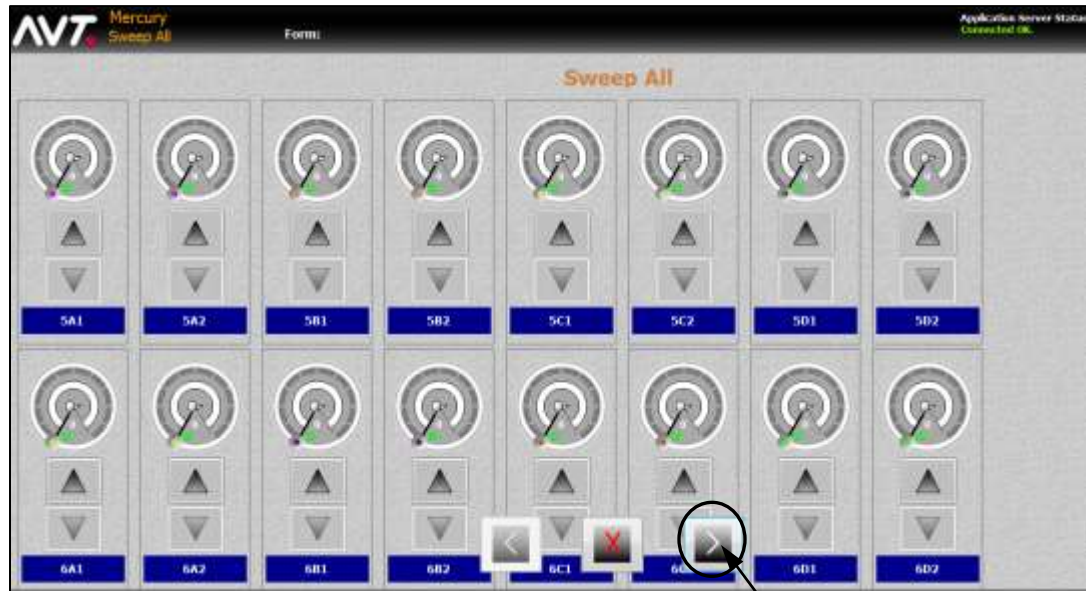 AVT
Mercury
Sweep All
Form:
Application Server Status
Connected OK.
Sweep All
5A1 5A2 5B1 5B2 5C1 5C2 5D1 5D2
X
6A1 6A2 6B1 6B2 6C1 6D1 6D2